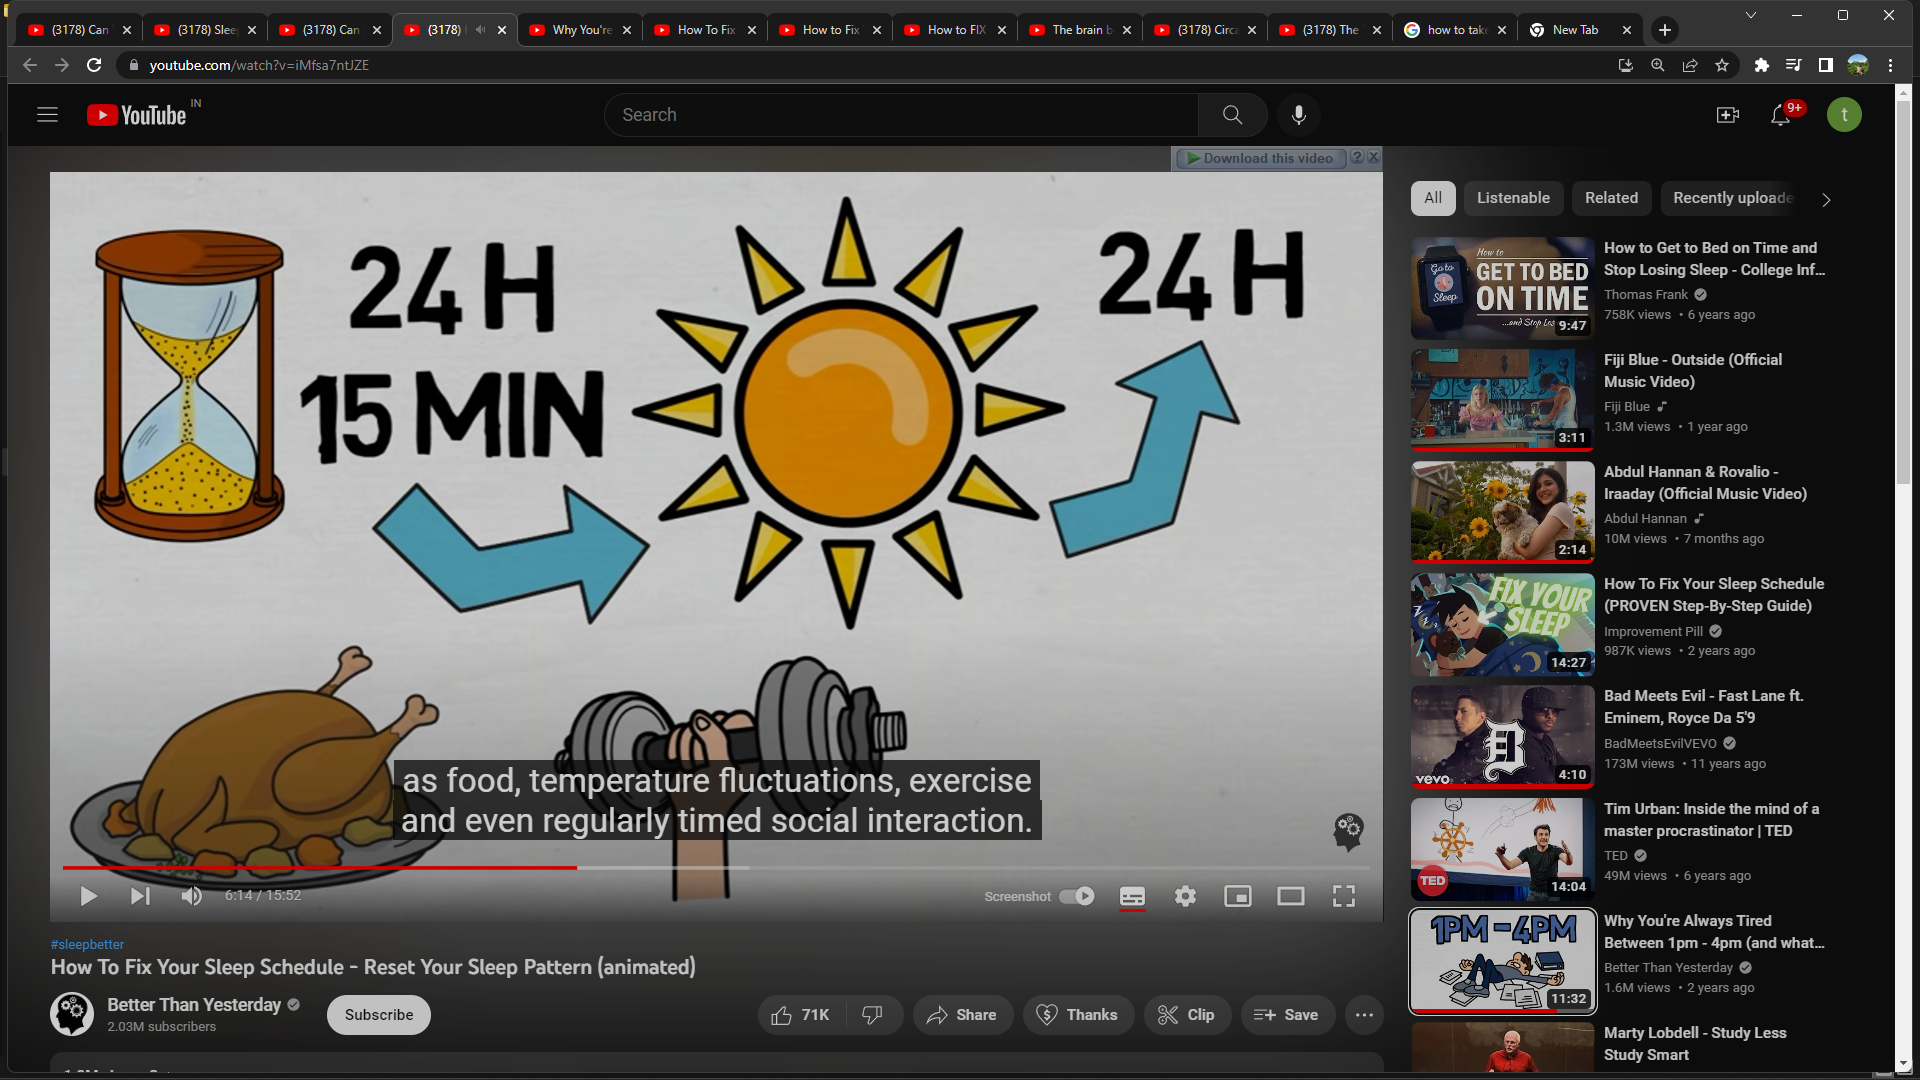 (3178) Can
(3178) Slee
(3178) Can
(3178)
Why You're
How To Fix
How to Fix
How to FIX
The brain b
(3178) Circa
(3178) The
how to take
New Tab
youtube.com/watch?v=iMfsa7ntJZE
YouTube IN
Search
9+
t
Download this video ? X
24 H
15 MIN
24 H
as food, temperature fluctuations, exercise
and even regularly timed social interaction.
6:14 / 15:52
Screenshot
#sleepbetter
How To Fix Your Sleep Schedule - Reset Your Sleep Pattern (animated)
Better Than Yesterday
2.03M subscribers
Subscribe
71K
Share
Thanks
Clip
Save
All
Listenable
Related
Recently uploade
How to
GET TO BED
ON TIME
Go to
Sleep
9:47
How to Get to Bed on Time and
Stop Losing Sleep - College Inf...
Thomas Frank
758K views • 6 years ago
3:11
Fiji Blue - Outside (Official
Music Video)
Fiji Blue
1.3M views • 1 year ago
2:14
Abdul Hannan & Rovalio -
Iraaday (Official Music Video)
Abdul Hannan
10M views • 7 months ago
FIX YOUR
SLEEP
14:27
How To Fix Your Sleep Schedule
(PROVEN Step-By-Step Guide)
Improvement Pill
987K views • 2 years ago
vevo
4:10
Bad Meets Evil - Fast Lane ft.
Eminem, Royce Da 5'9
BadMeetsEvilVEVO
173M views • 11 years ago
TED
14:04
Tim Urban: Inside the mind of a
master procrastinator | TED
TED
49M views • 6 years ago
1PM - 4PM
11:32
Why You're Always Tired
Between 1pm - 4pm (and what...
Better Than Yesterday
1.6M views • 2 years ago
Marty Lobdell - Study Less
Study Smart